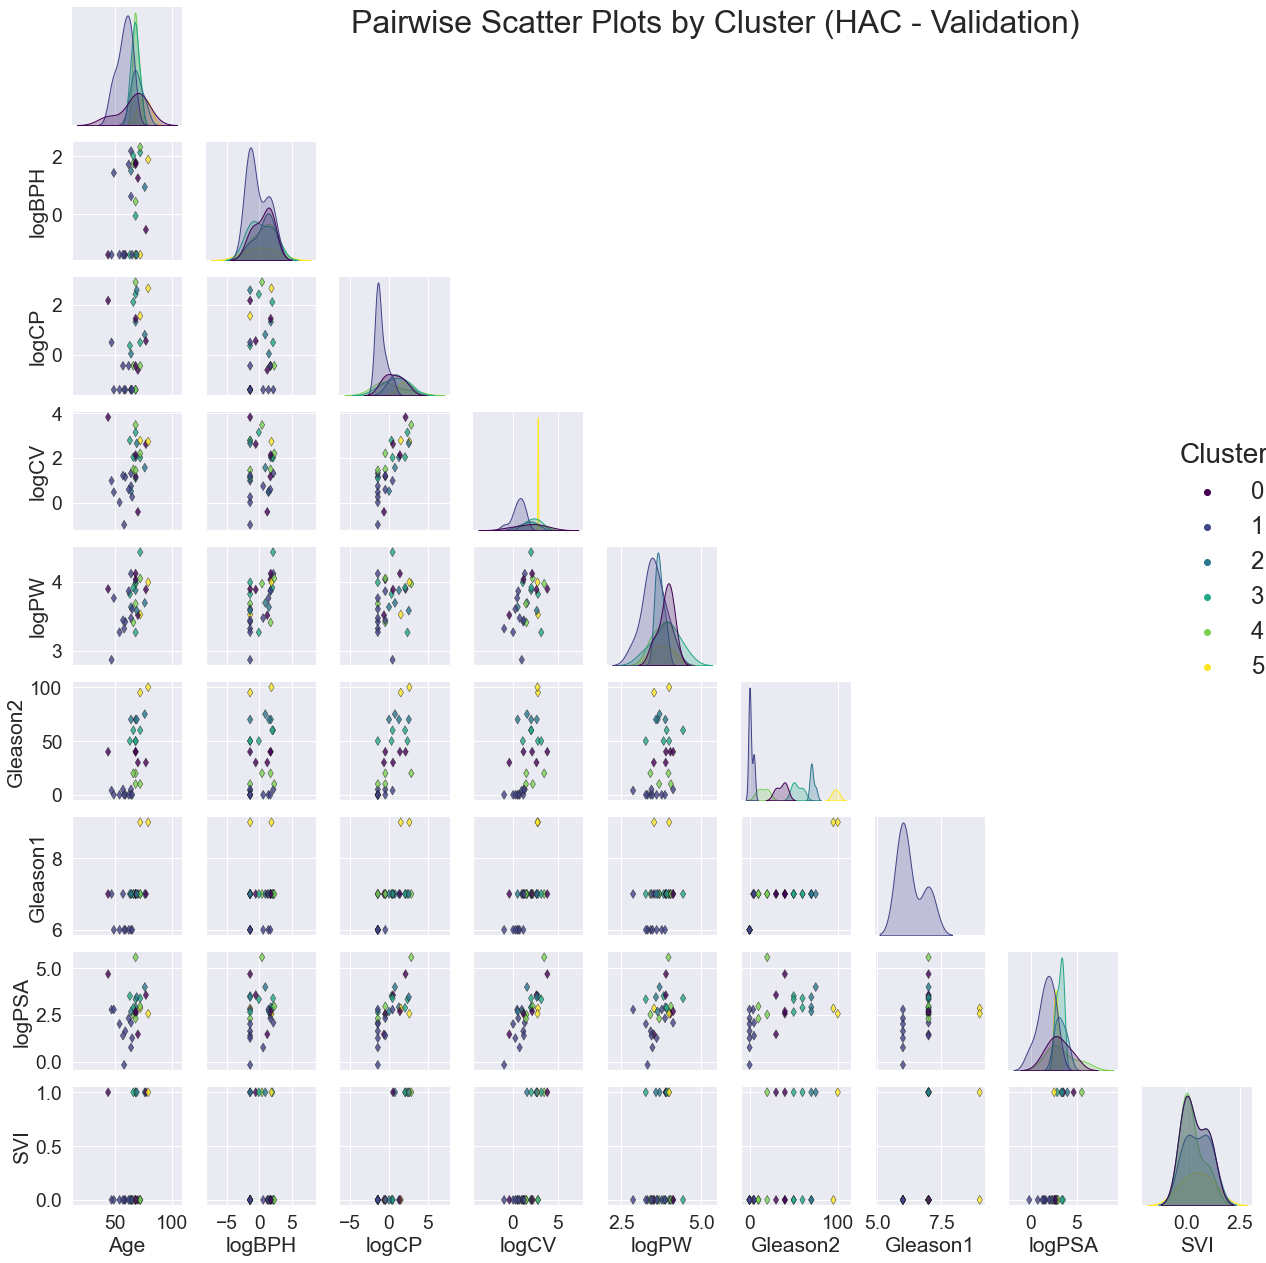 Pairwise Scatter Plots by Cluster (HAC - Validation)
logBPH
2
0
logCP
2
0
logCV
4
2
0
logPW
4
3
Gleason2
100
50
0
Gleason1
8
6
logPSA
5.0
2.5
0.0
SVI
1.0
0.5
0.0
Cluster
0
1
2
3
4
5
50 100 −5 0 5 −5 0 5 0 5 2.5 5.0 0 100 5.0 7.5 0 5 0.0 2.5
Age logBPH logCP logCV logPW Gleason2 Gleason1 logPSA SVI